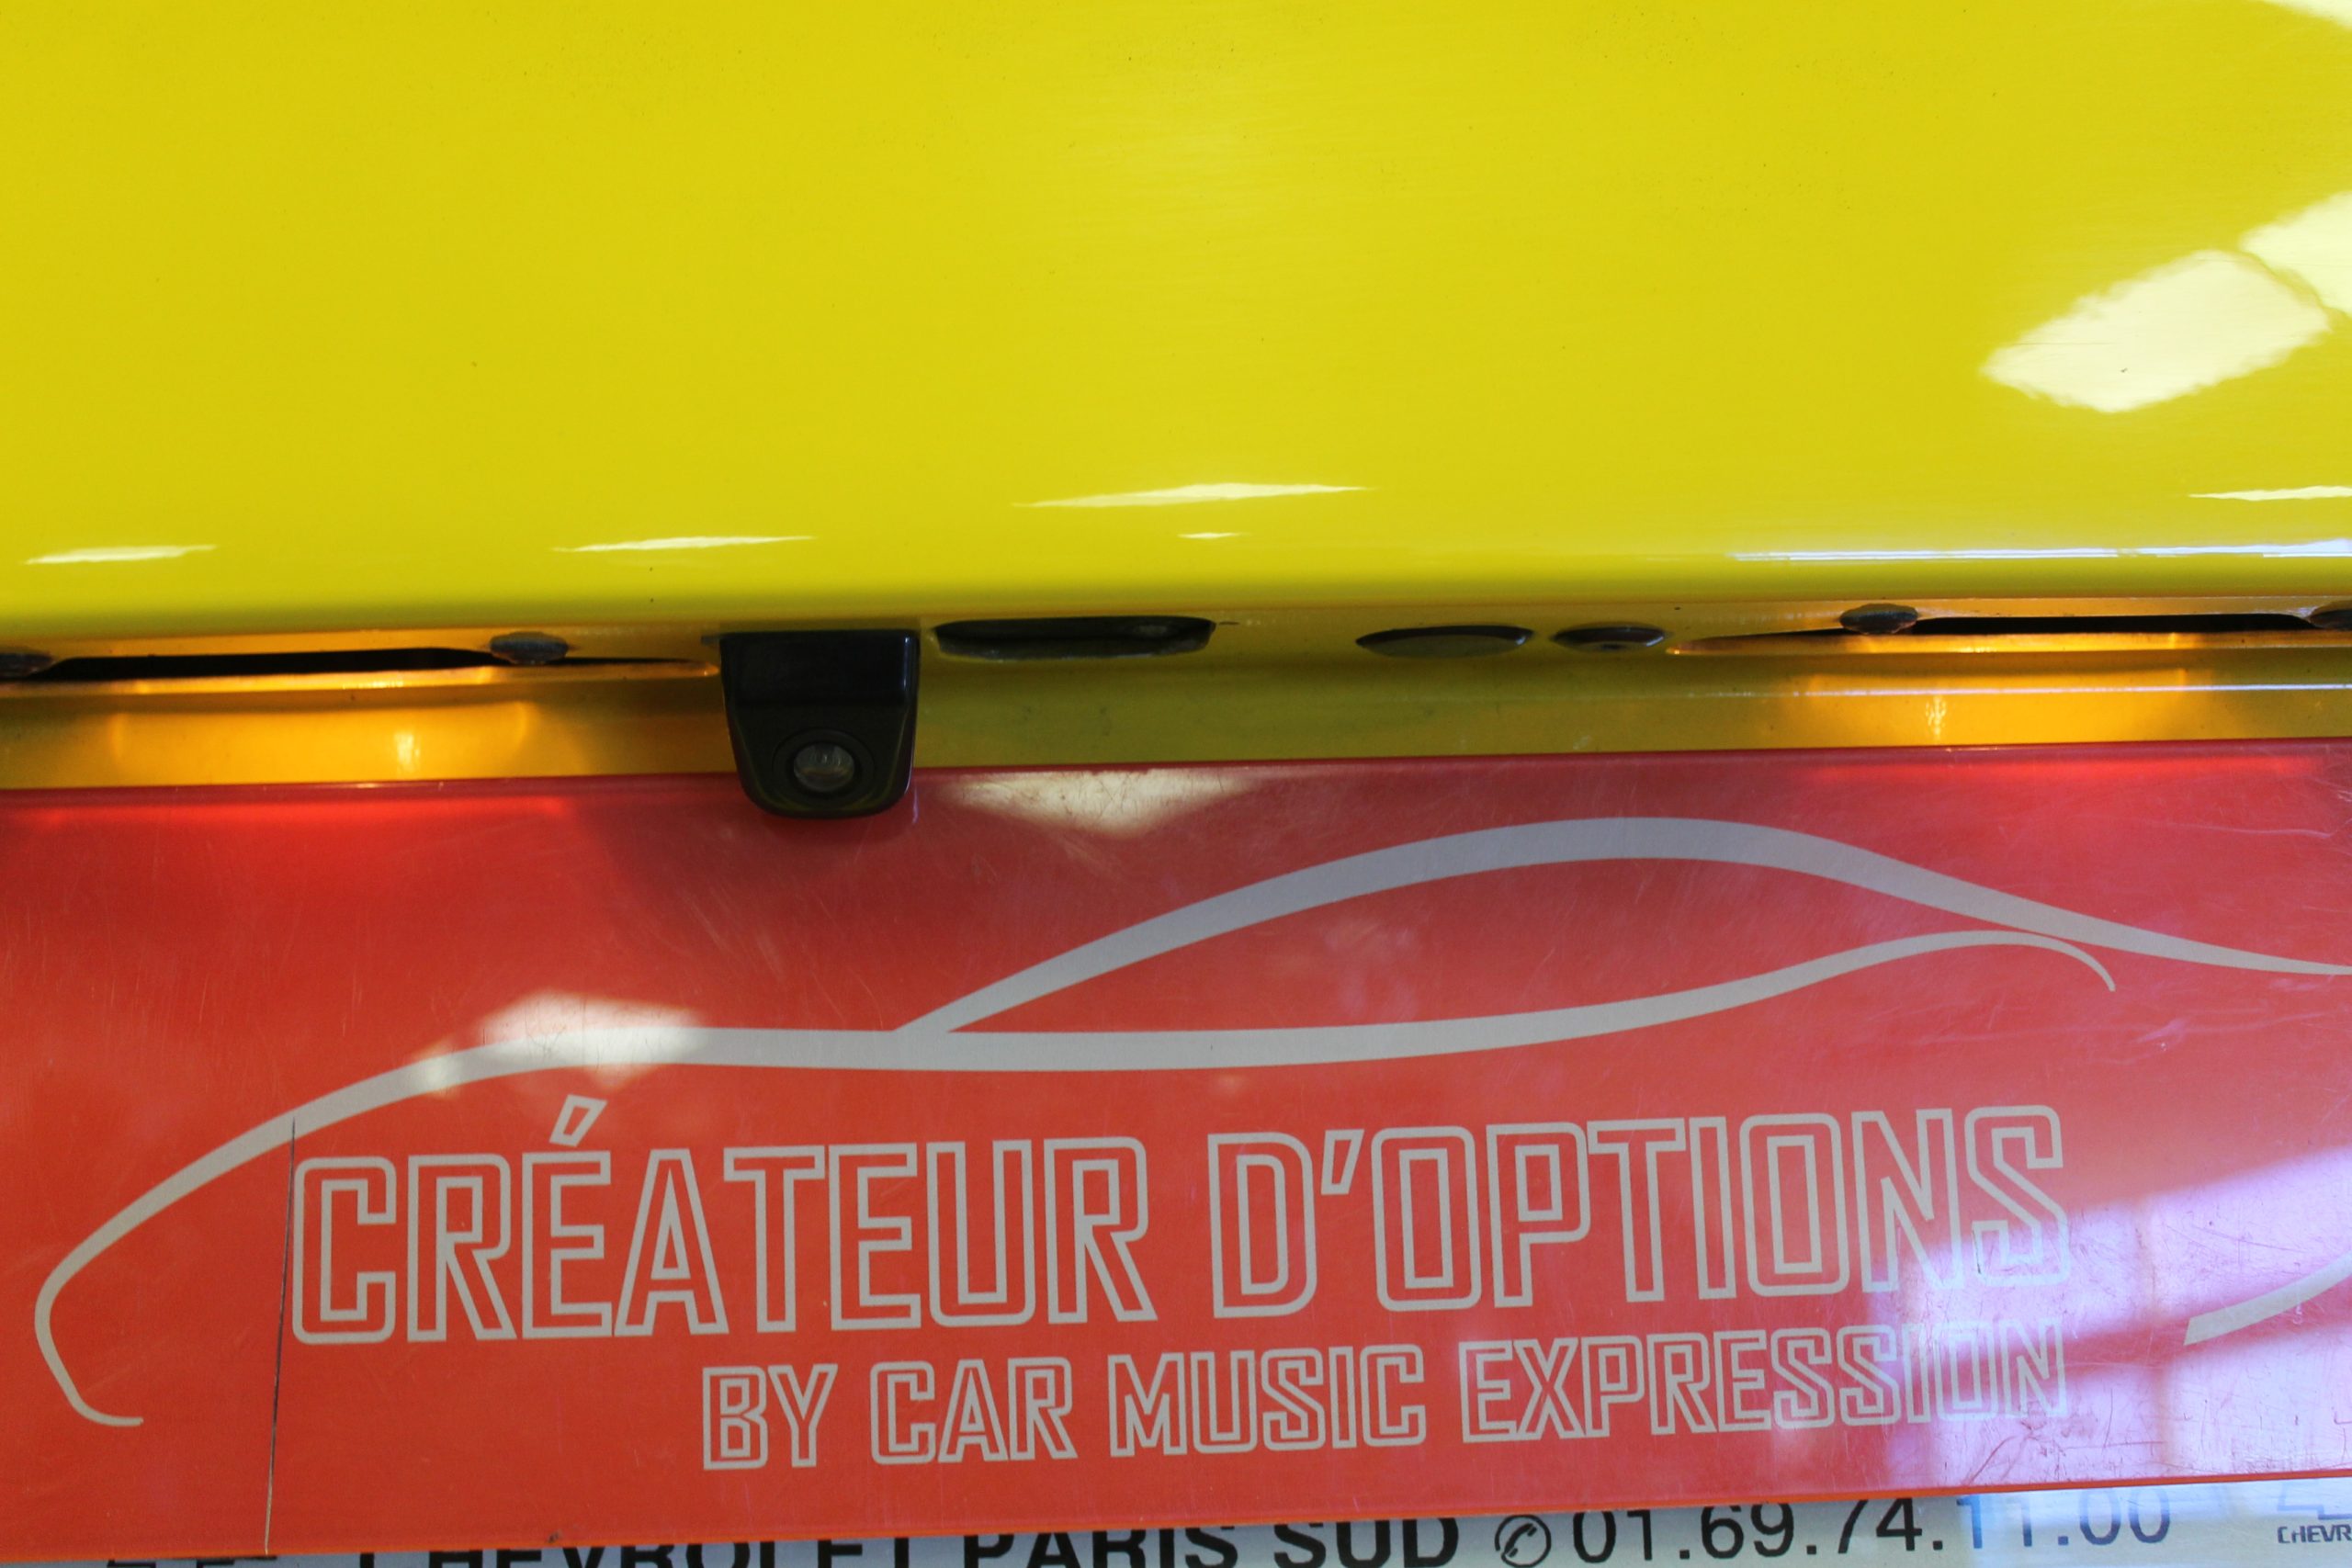 CRÉATEUR D'OPTIONS
BY CAR MUSIC EXPRESSION
CHEVROLET PARIS SUD 01.69.74.11.00